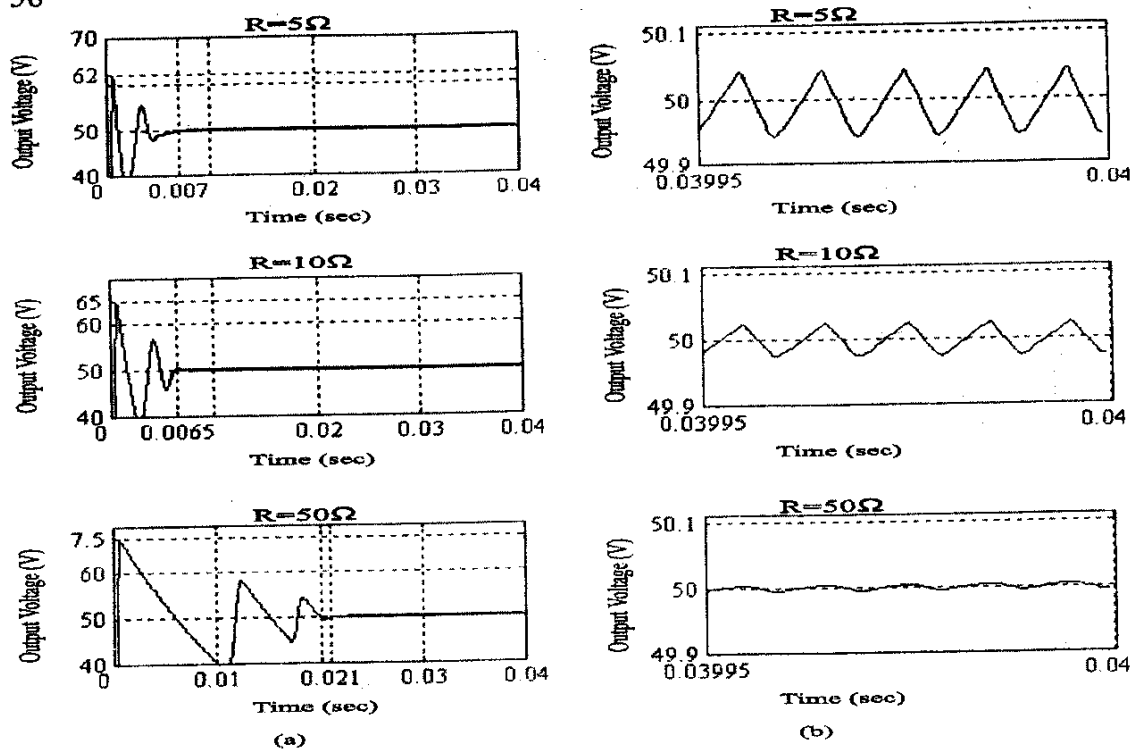 R=5Ω
Output Voltage (V)
70
62
50
40
0
0.007
0.02
0.03
0.04
Time (sec)
R=5Ω
Output Voltage (V)
50.1
50
49.9
0.03995
0.04
Time (sec)
R=10Ω
Output Voltage (V)
65
60
50
40
0
0.0065
0.02
0.03
0.04
Time (sec)
R=10Ω
Output Voltage (V)
50.1
50
49.9
0.03995
0.04
Time (sec)
R=50Ω
Output Voltage (V)
7.5
60
50
40
0
0.01
0.021
0.03
0.04
Time (sec)
(a)
R=50Ω
Output Voltage (V)
50.1
50
49.9
0.03995
0.04
Time (sec)
(b)